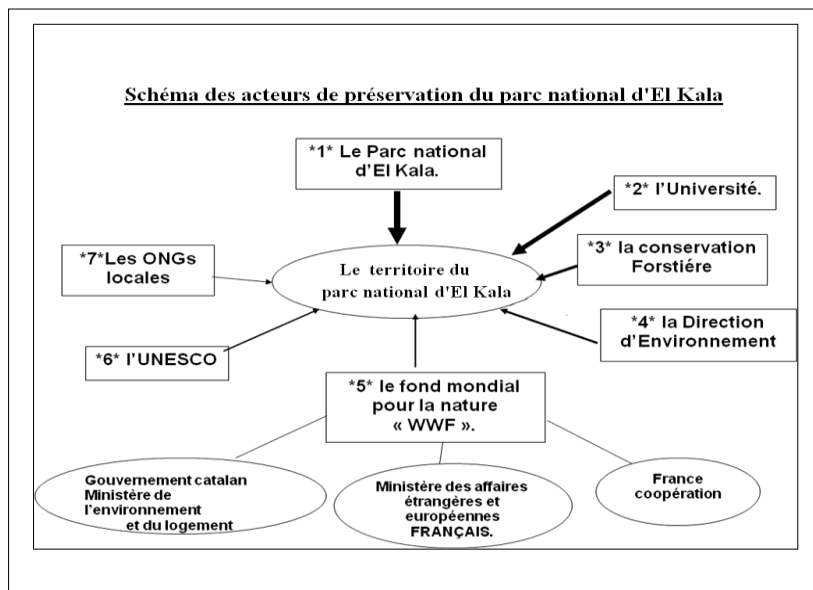 Schéma des acteurs de préservation du parc national d'El Kala
*1* Le Parc national
d'El Kala.
*2* l'Université.
*7*Les ONGs
locales
*3* la conservation
Forstiére
Le territoire du
parc national d'El Kala
*4* la Direction
d'Environnement
*6* l'UNESCO
*5* le fond mondial
pour la nature
« WWF ».
Gouvernement catalan
Ministère de
l'environnement
et du logement
Ministère des affaires
étrangères et
européennes
FRANÇAIS.
France
coopération